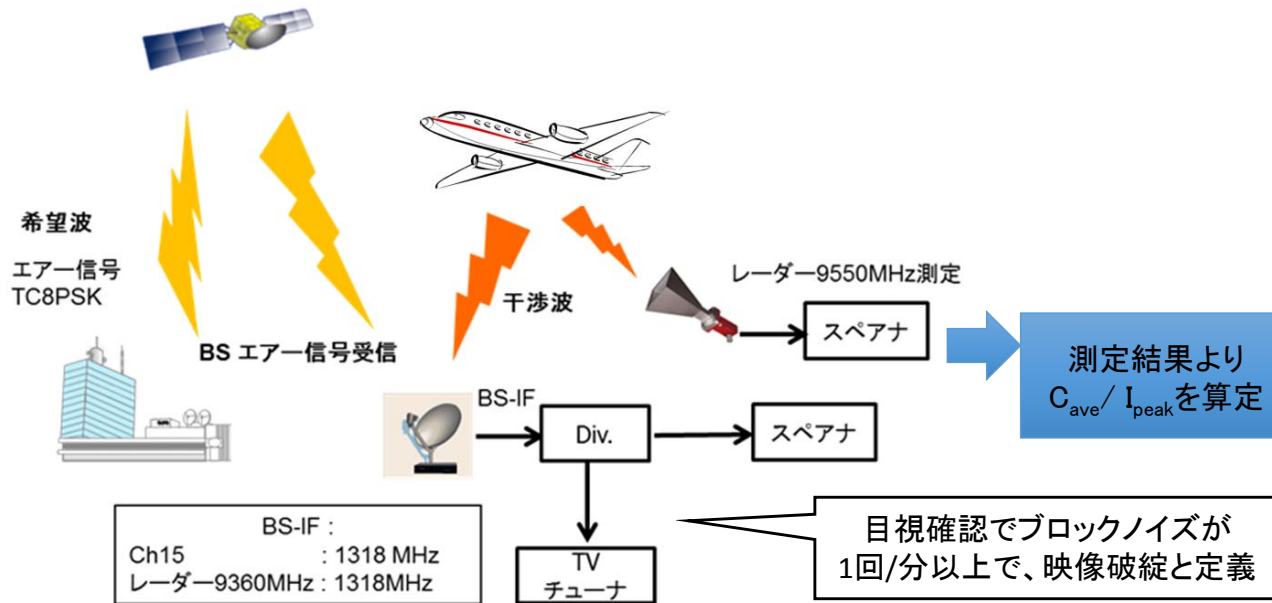 希望波
エアー信号
TC8PSK
干渉波
レーダー9550MHz測定
スペアナ
測定結果より
C_ave/ I_peakを算定
BS エアー信号受信
BS-IF
Div.
スペアナ
BS-IF :
Ch15 : 1318 MHz
レーダー9360MHz : 1318MHz
TV
チューナ
目視確認でブロックノイズが
1回/分以上で、映像破綻と定義